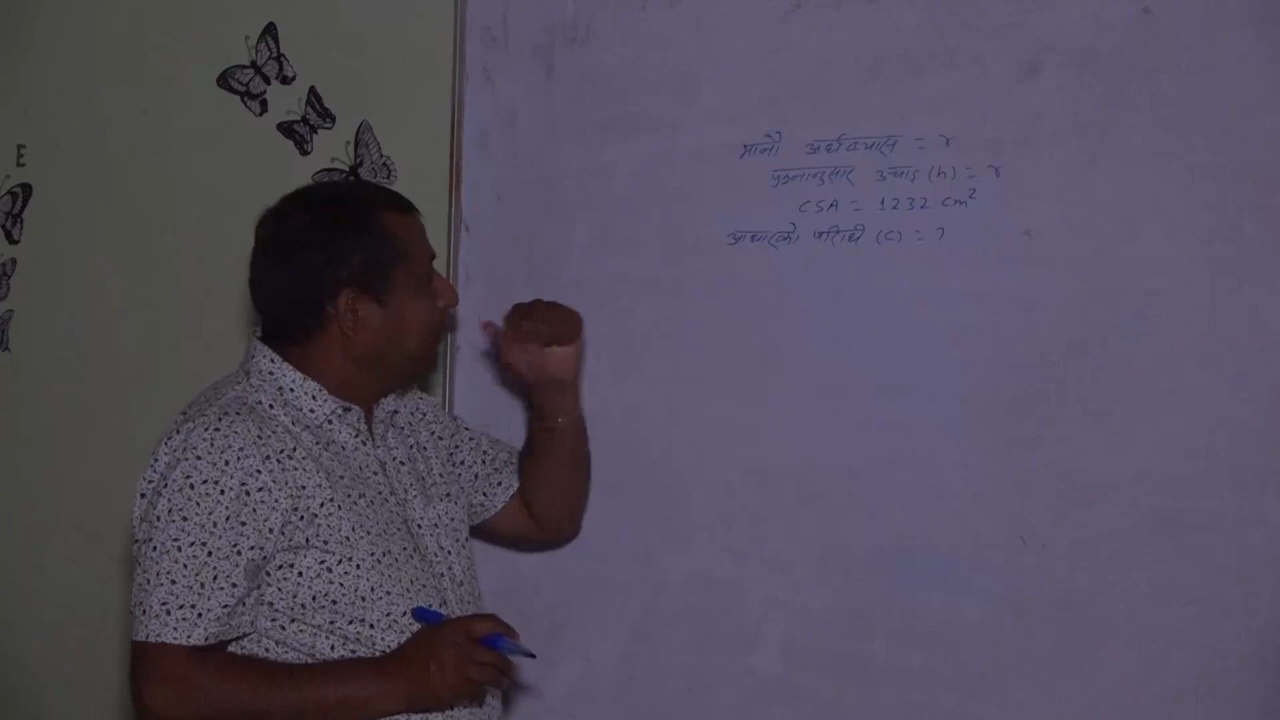 E
मानौ अर्धव्यास = r
प्रश्नानुसार उचाइ (h) = r
CSA = 1232 cm²
आधारको परिधि (C) = ?